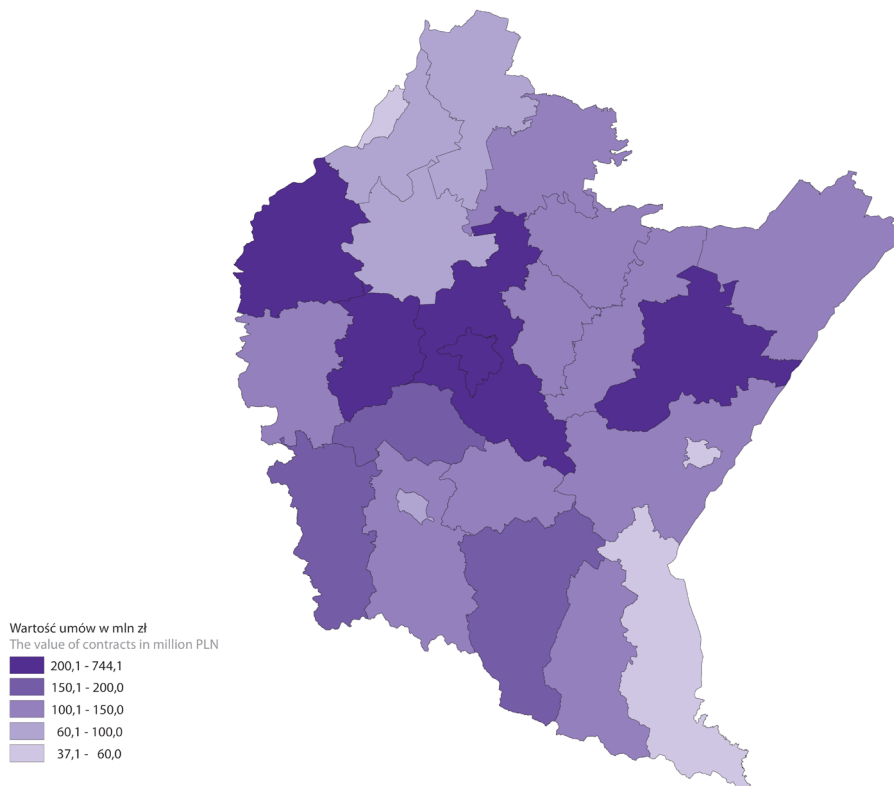 Wartość umów w mln zł
The value of contracts in million PLN
200,1 - 744,1
150,1 - 200,0
100,1 - 150,0
60,1 - 100,0
37,1 - 60,0